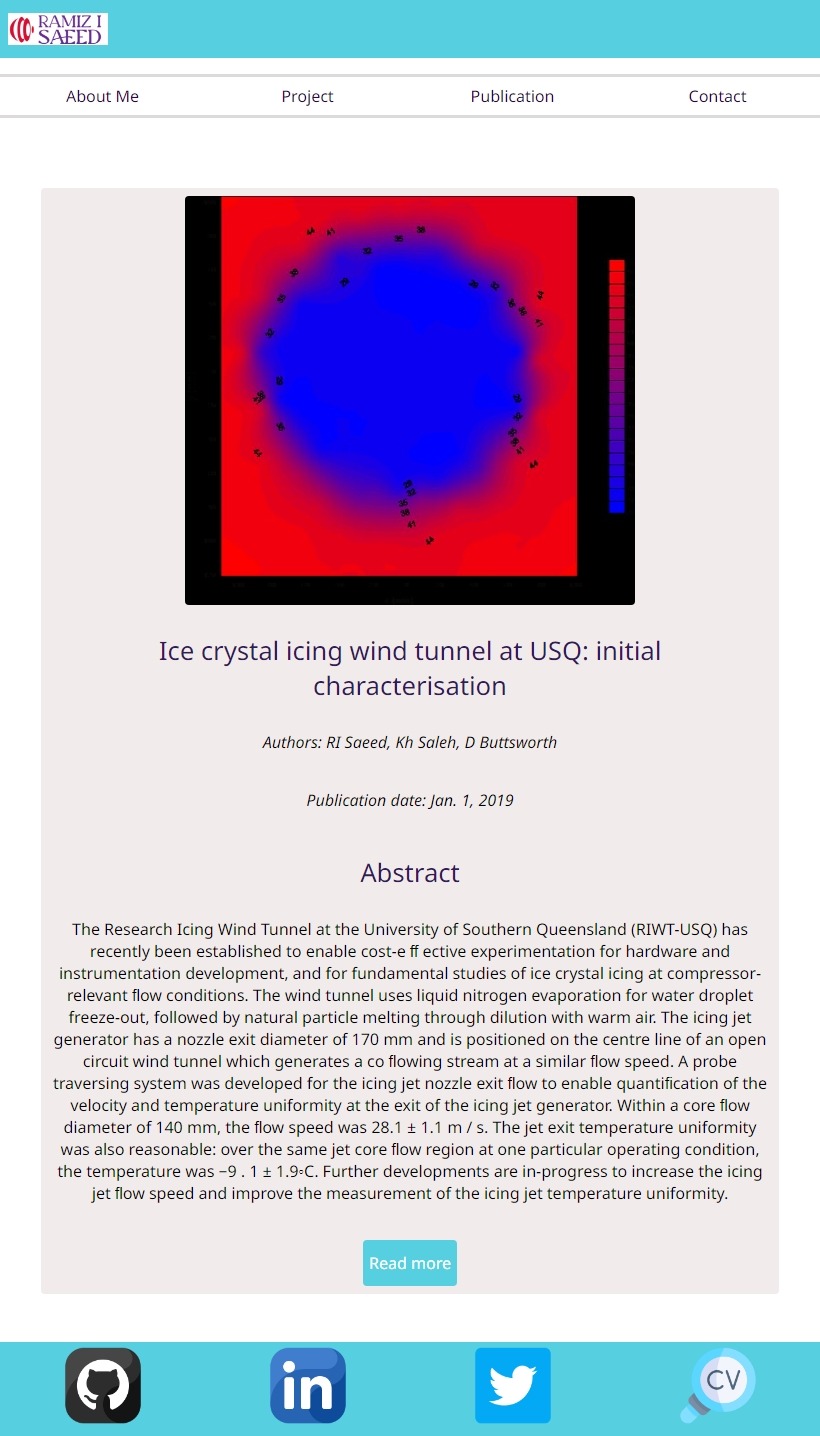 RAMIZ I
SAEED
About Me Project Publication Contact
Ice crystal icing wind tunnel at USQ: initial
characterisation
Authors: RI Saeed, Kh Saleh, D Buttsworth
Publication date: Jan. 1, 2019
Abstract
The Research Icing Wind Tunnel at the University of Southern Queensland (RIWT-USQ) has
recently been established to enable cost-e ff ective experimentation for hardware and
instrumentation development, and for fundamental studies of ice crystal icing at compressor-
relevant flow conditions. The wind tunnel uses liquid nitrogen evaporation for water droplet
freeze-out, followed by natural particle melting through dilution with warm air. The icing jet
generator has a nozzle exit diameter of 170 mm and is positioned on the centre line of an open
circuit wind tunnel which generates a co flowing stream at a similar flow speed. A probe
traversing system was developed for the icing jet nozzle exit flow to enable quantification of the
velocity and temperature uniformity at the exit of the icing jet generator. Within a core flow
diameter of 140 mm, the flow speed was 28.1 ± 1.1 m / s. The jet exit temperature uniformity
was also reasonable: over the same jet core flow region at one particular operating condition,
the temperature was −9 . 1 ± 1.9◦C. Further developments are in-progress to increase the icing
jet flow speed and improve the measurement of the icing jet temperature uniformity.
Read more
in
CV